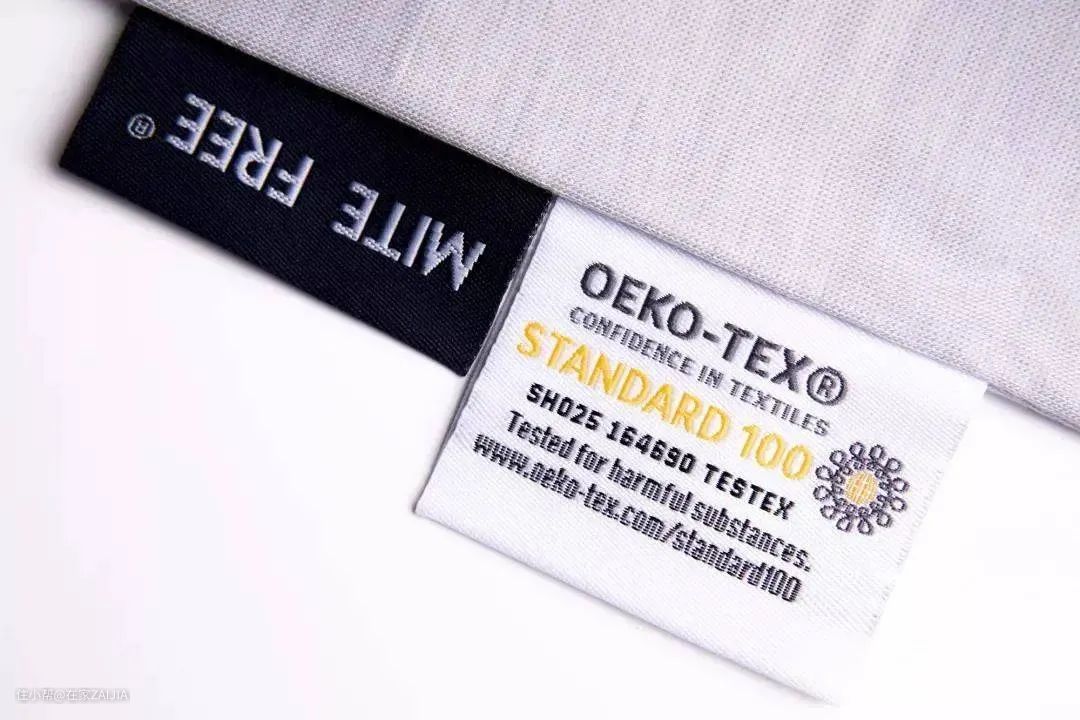 MITE FREE®
OEKO-TEX®
CONFIDENCE IN TEXTILES
STANDARD 100
SH025 164690 TESTEX
Tested for harmful substances.
www.oeko-tex.com/standard100
住小帮@在家ZAIJIA